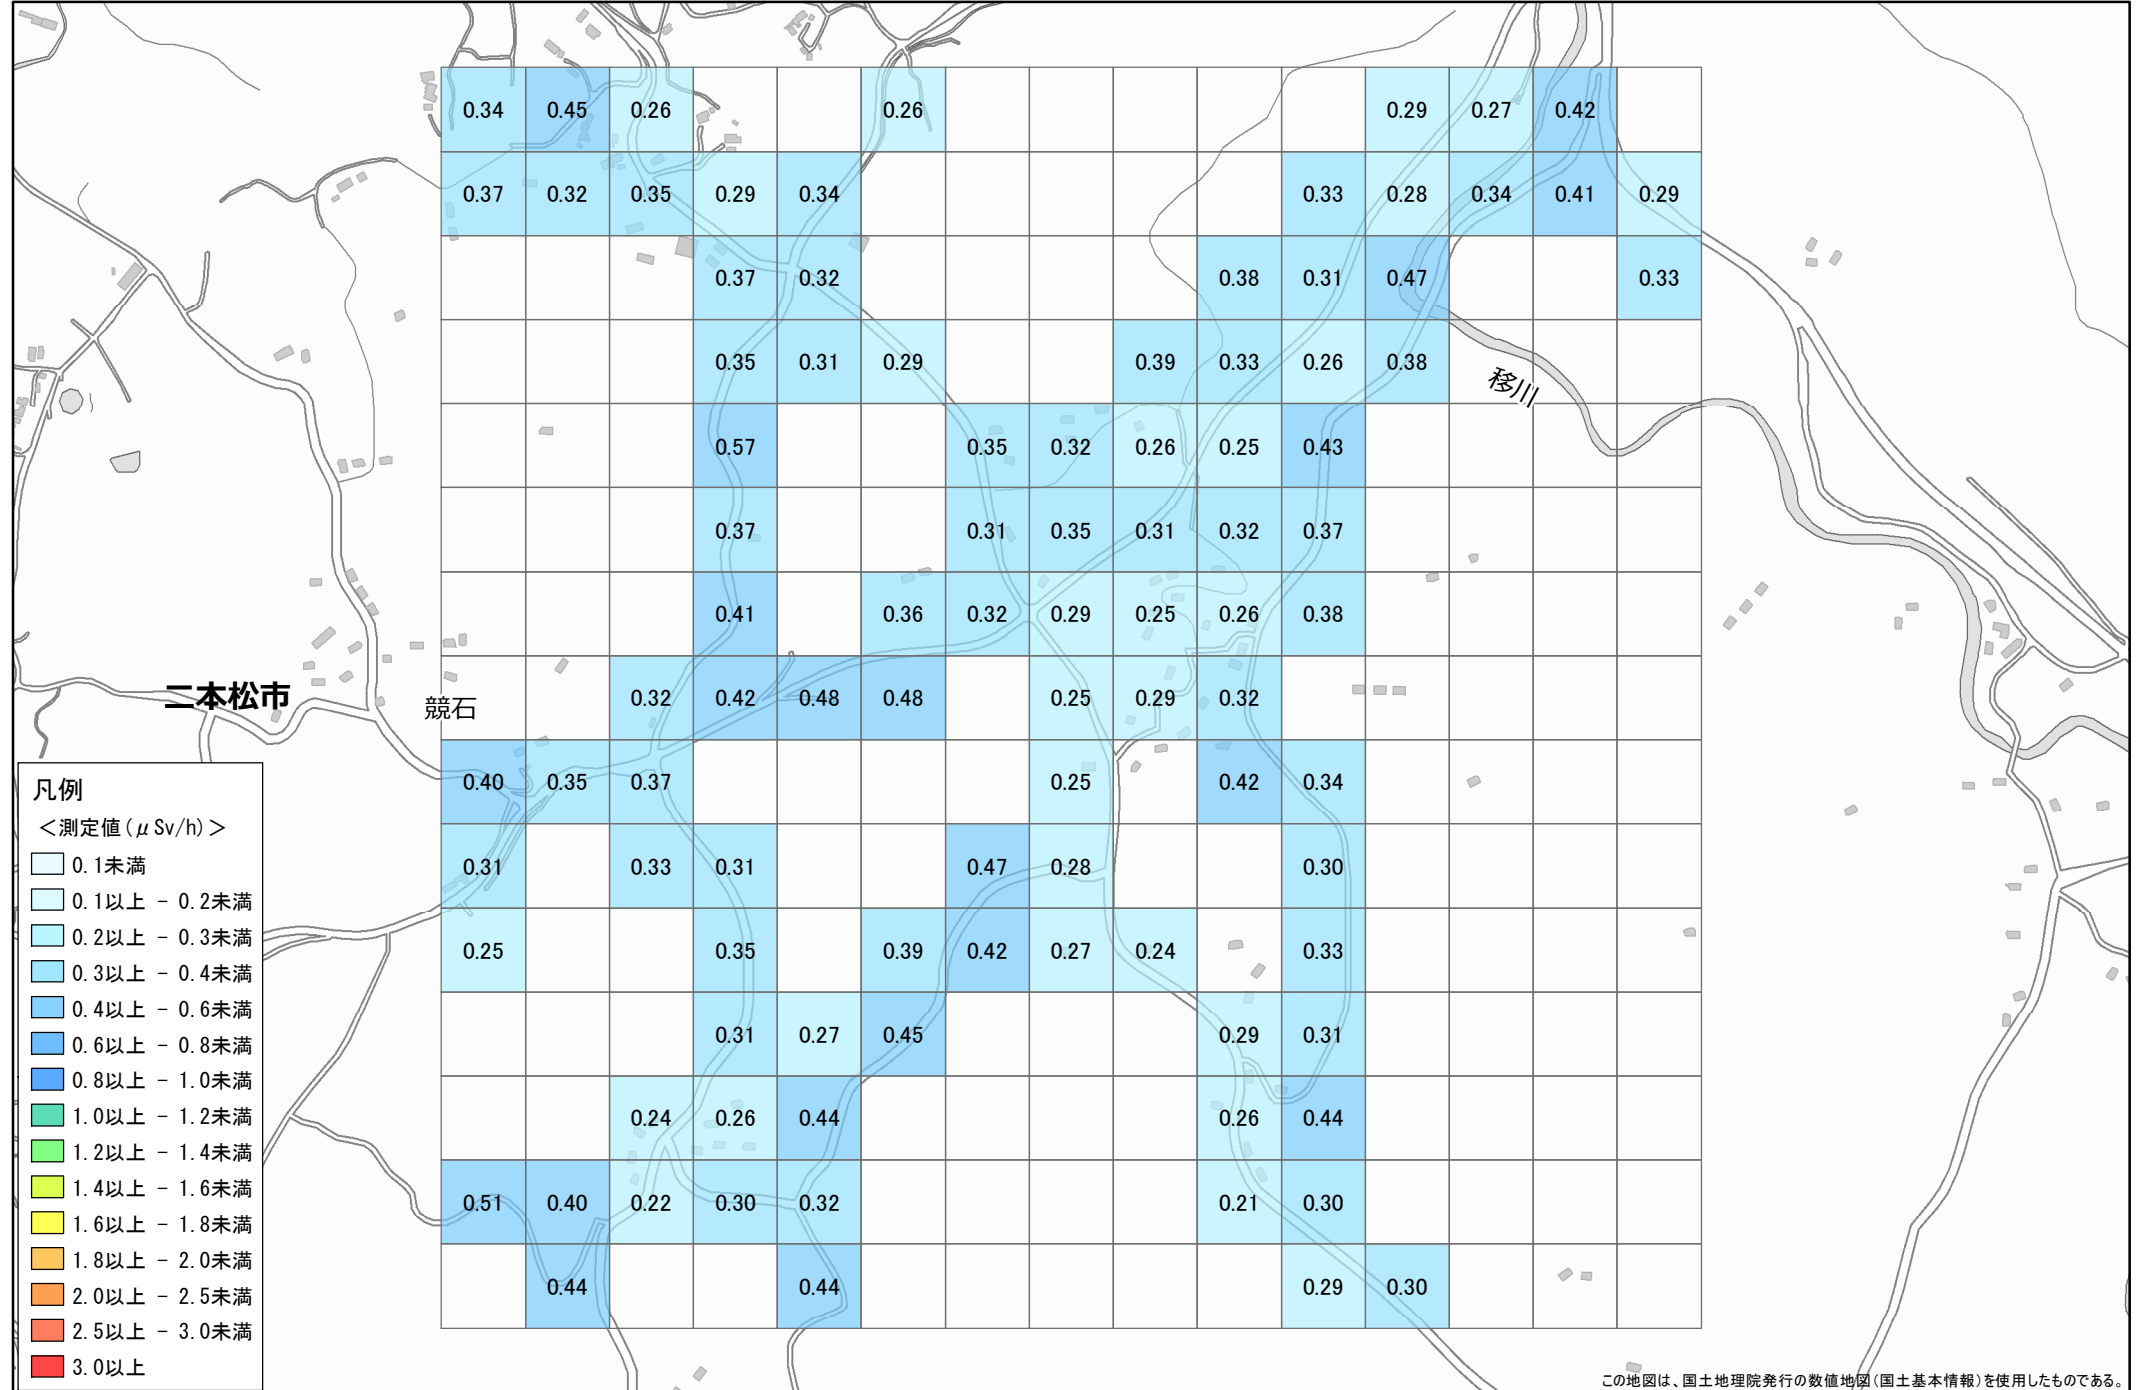 0.34 0.45 0.26 0.26 0.29 0.27 0.42
0.37 0.32 0.35 0.29 0.34 0.33 0.28 0.34 0.41 0.29
0.37 0.32 0.38 0.31 0.47 0.33
0.35 0.31 0.29 0.39 0.33 0.26 0.38
移川
0.57 0.35 0.32 0.26 0.25 0.43
0.37 0.31 0.35 0.31 0.32 0.37
0.41 0.36 0.32 0.29 0.25 0.26 0.38
二本松市
競石
0.32 0.42 0.48 0.48 0.25 0.29 0.32
0.40 0.35 0.37 0.25 0.42 0.34
0.31 0.33 0.31 0.47 0.28 0.30
0.25 0.35 0.39 0.42 0.27 0.24 0.33
0.31 0.27 0.45 0.29 0.31
0.24 0.26 0.44 0.26 0.44
0.51 0.40 0.22 0.30 0.32 0.21 0.30
0.44 0.44 0.29 0.30
凡例
＜測定値(μSv/h)＞
0.1未満
0.1以上 - 0.2未満
0.2以上 - 0.3未満
0.3以上 - 0.4未満
0.4以上 - 0.6未満
0.6以上 - 0.8未満
0.8以上 - 1.0未満
1.0以上 - 1.2未満
1.2以上 - 1.4未満
1.4以上 - 1.6未満
1.6以上 - 1.8未満
1.8以上 - 2.0未満
2.0以上 - 2.5未満
2.5以上 - 3.0未満
3.0以上
この地図は、国土地理院発行の数値地図(国土基本情報)を使用したものである。